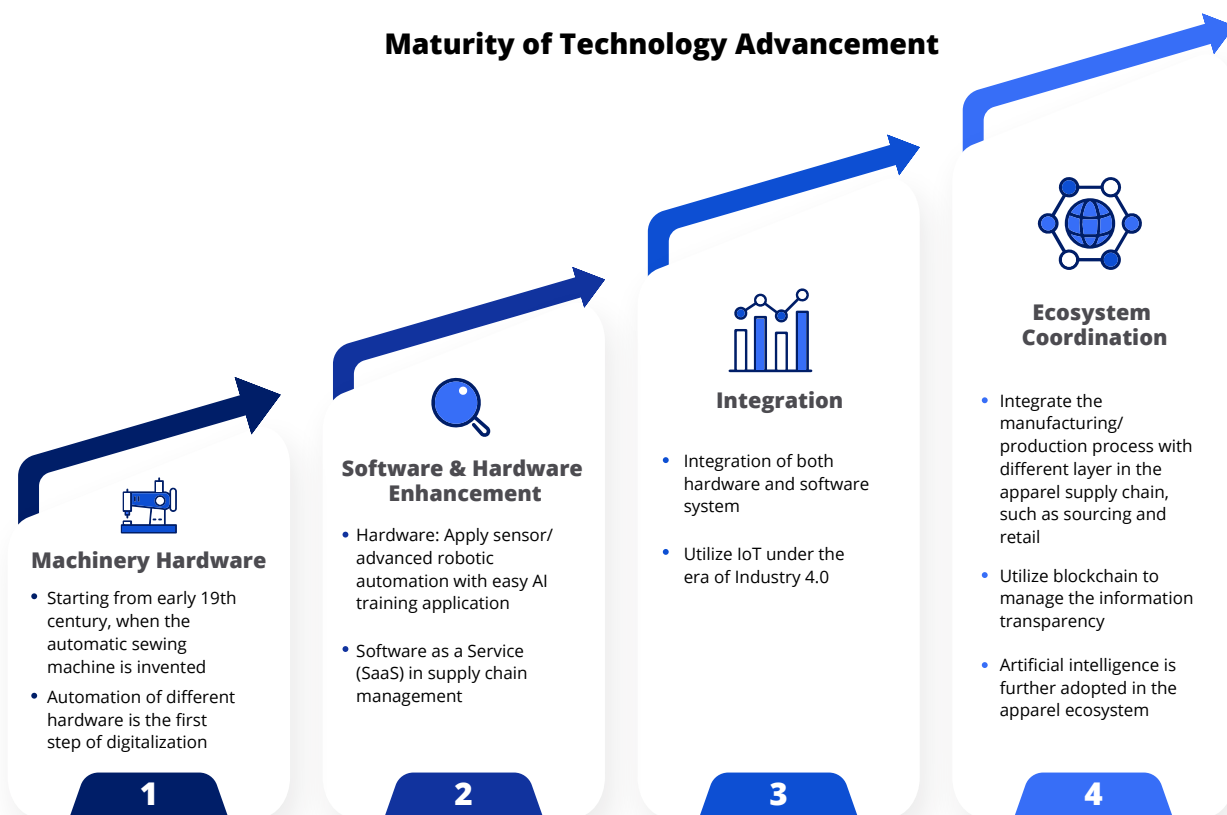 Maturity of Technology Advancement
Machinery Hardware
• Starting from early 19th
century, when the
automatic sewing
machine is invented
• Automation of different
hardware is the first
step of digitalization
1
Software & Hardware
Enhancement
• Hardware: Apply sensor/
advanced robotic
automation with easy AI
training application
• Software as a Service
(SaaS) in supply chain
management
2
Integration
• Integration of both
hardware and software
system
• Utilize IoT under the
era of Industry 4.0
3
Ecosystem
Coordination
• Integrate the
manufacturing/
production process with
different layer in the
apparel supply chain,
such as sourcing and
retail
• Utilize blockchain to
manage the information
transparency
• Artificial intelligence is
further adopted in the
apparel ecosystem
4